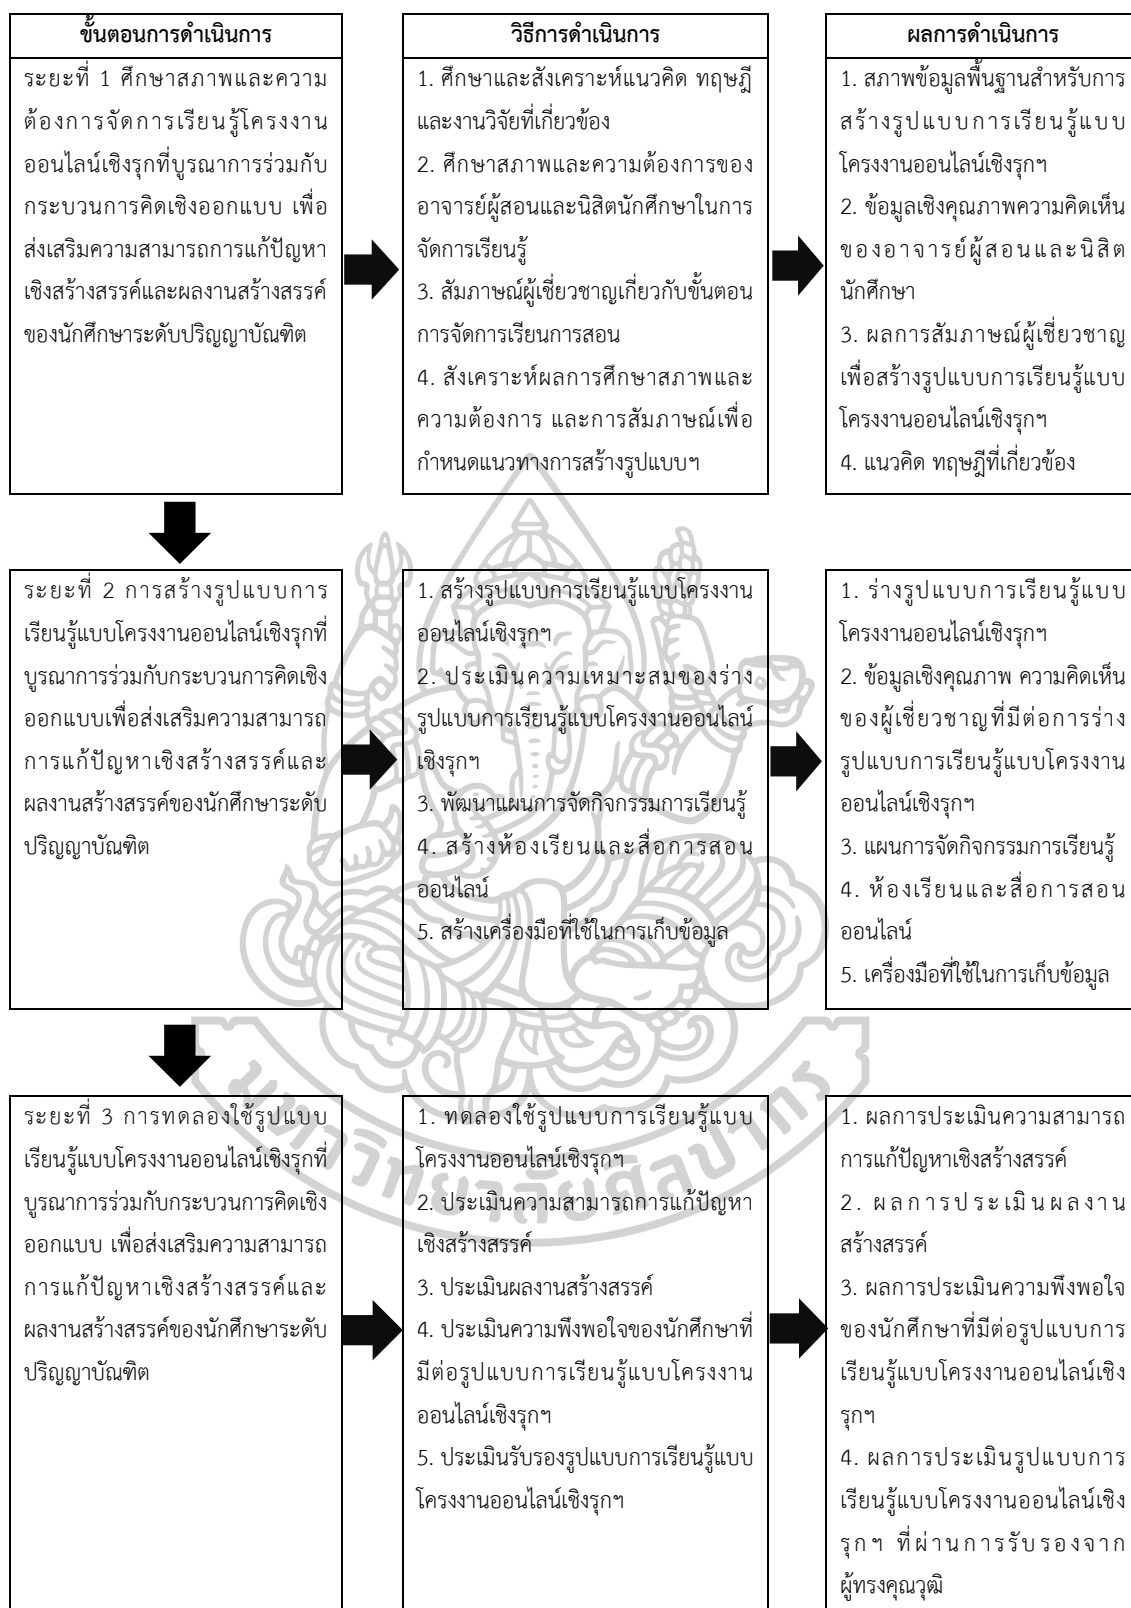 ขั้นตอนการดำเนินการ
วิธีการดำเนินการ
ผลการดำเนินการ
ระยะที่ 1 ศึกษาสภาพและความ
ต้องการจัดการเรียนรู้โครงงาน
ออนไลน์เชิงรุกที่บูรณาการร่วมกับ
กระบวนการคิดเชิงออกแบบ เพื่อ
ส่งเสริมความสามารถการแก้ปัญหา
เชิงสร้างสรรค์และผลงานสร้างสรรค์
ของนักศึกษาระดับปริญญาบัณฑิต
1. ศึกษาและสังเคราะห์แนวคิด ทฤษฎี
และงานวิจัยที่เกี่ยวข้อง
2. ศึกษาสภาพและความต้องการของ
อาจารย์ผู้สอนและนิสิตนักศึกษาในการ
จัดการเรียนรู้
3. สัมภาษณ์ผู้เชี่ยวชาญเกี่ยวกับขั้นตอน
การจัดการเรียนการสอน
4. สังเคราะห์ผลการศึกษาสภาพและ
ความต้องการ และการสัมภาษณ์เพื่อ
กำหนดแนวทางการสร้างรูปแบบฯ
1. สภาพข้อมูลพื้นฐานสำหรับการ
สร้างรูปแบบการเรียนรู้แบบ
โครงงานออนไลน์เชิงรุกฯ
2. ข้อมูลเชิงคุณภาพความคิดเห็น
ของอาจารย์ผู้สอนและนิสิต
นักศึกษา
3. ผลการสัมภาษณ์ผู้เชี่ยวชาญ
เพื่อสร้างรูปแบบการเรียนรู้แบบ
โครงงานออนไลน์เชิงรุกฯ
4. แนวคิด ทฤษฎีที่เกี่ยวข้อง
ระยะที่ 2 การสร้างรูปแบบการ
เรียนรู้แบบโครงงานออนไลน์เชิงรุกที่
บูรณาการร่วมกับกระบวนการคิดเชิง
ออกแบบเพื่อส่งเสริมความสามารถ
การแก้ปัญหาเชิงสร้างสรรค์และ
ผลงานสร้างสรรค์ของนักศึกษาระดับ
ปริญญาบัณฑิต
1. สร้างรูปแบบการเรียนรู้แบบโครงงาน
ออนไลน์เชิงรุกฯ
2. ประเมินความเหมาะสมของร่าง
รูปแบบการเรียนรู้แบบโครงงานออนไลน์
เชิงรุกฯ
3. พัฒนาแผนการจัดกิจกรรมการเรียนรู้
4. สร้างห้องเรียนและสื่อการสอน
ออนไลน์
5. สร้างเครื่องมือที่ใช้ในการเก็บข้อมูล
1. ร่างรูปแบบการเรียนรู้แบบ
โครงงานออนไลน์เชิงรุกฯ
2. ข้อมูลเชิงคุณภาพ ความคิดเห็น
ของผู้เชี่ยวชาญที่มีต่อการร่าง
รูปแบบการเรียนรู้แบบโครงงาน
ออนไลน์เชิงรุกฯ
3. แผนการจัดกิจกรรมการเรียนรู้
4. ห้องเรียนและสื่อการสอน
ออนไลน์
5. เครื่องมือที่ใช้ในการเก็บข้อมูล
ระยะที่ 3 การทดลองใช้รูปแบบ
เรียนรู้แบบโครงงานออนไลน์เชิงรุกที่
บูรณาการร่วมกับกระบวนการคิดเชิง
ออกแบบ เพื่อส่งเสริมความสามารถ
การแก้ปัญหาเชิงสร้างสรรค์และ
ผลงานสร้างสรรค์ของนักศึกษาระดับ
ปริญญาบัณฑิต
1. ทดลองใช้รูปแบบการเรียนรู้แบบ
โครงงานออนไลน์เชิงรุกฯ
2. ประเมินความสามารถการแก้ปัญหา
เชิงสร้างสรรค์
3. ประเมินผลงานสร้างสรรค์
4. ประเมินความพึงพอใจของนักศึกษาที่
มีต่อรูปแบบการเรียนรู้แบบโครงงาน
ออนไลน์เชิงรุกฯ
5. ประเมินรับรองรูปแบบการเรียนรู้แบบ
โครงงานออนไลน์เชิงรุกฯ
1. ผลการประเมินความสามารถ
การแก้ปัญหาเชิงสร้างสรรค์
2. ผลการประเมินผลงาน
สร้างสรรค์
3. ผลการประเมินความพึงพอใจ
ของนักศึกษาที่มีต่อรูปแบบการ
เรียนรู้แบบโครงงานออนไลน์เชิง
รุกฯ
4. ผลการประเมินรูปแบบการ
เรียนรู้แบบโครงงานออนไลน์เชิง
รุกฯ ที่ผ่านการรับรองจาก
ผู้ทรงคุณวุฒิ
มหาวิทยาลัยศิลปากร